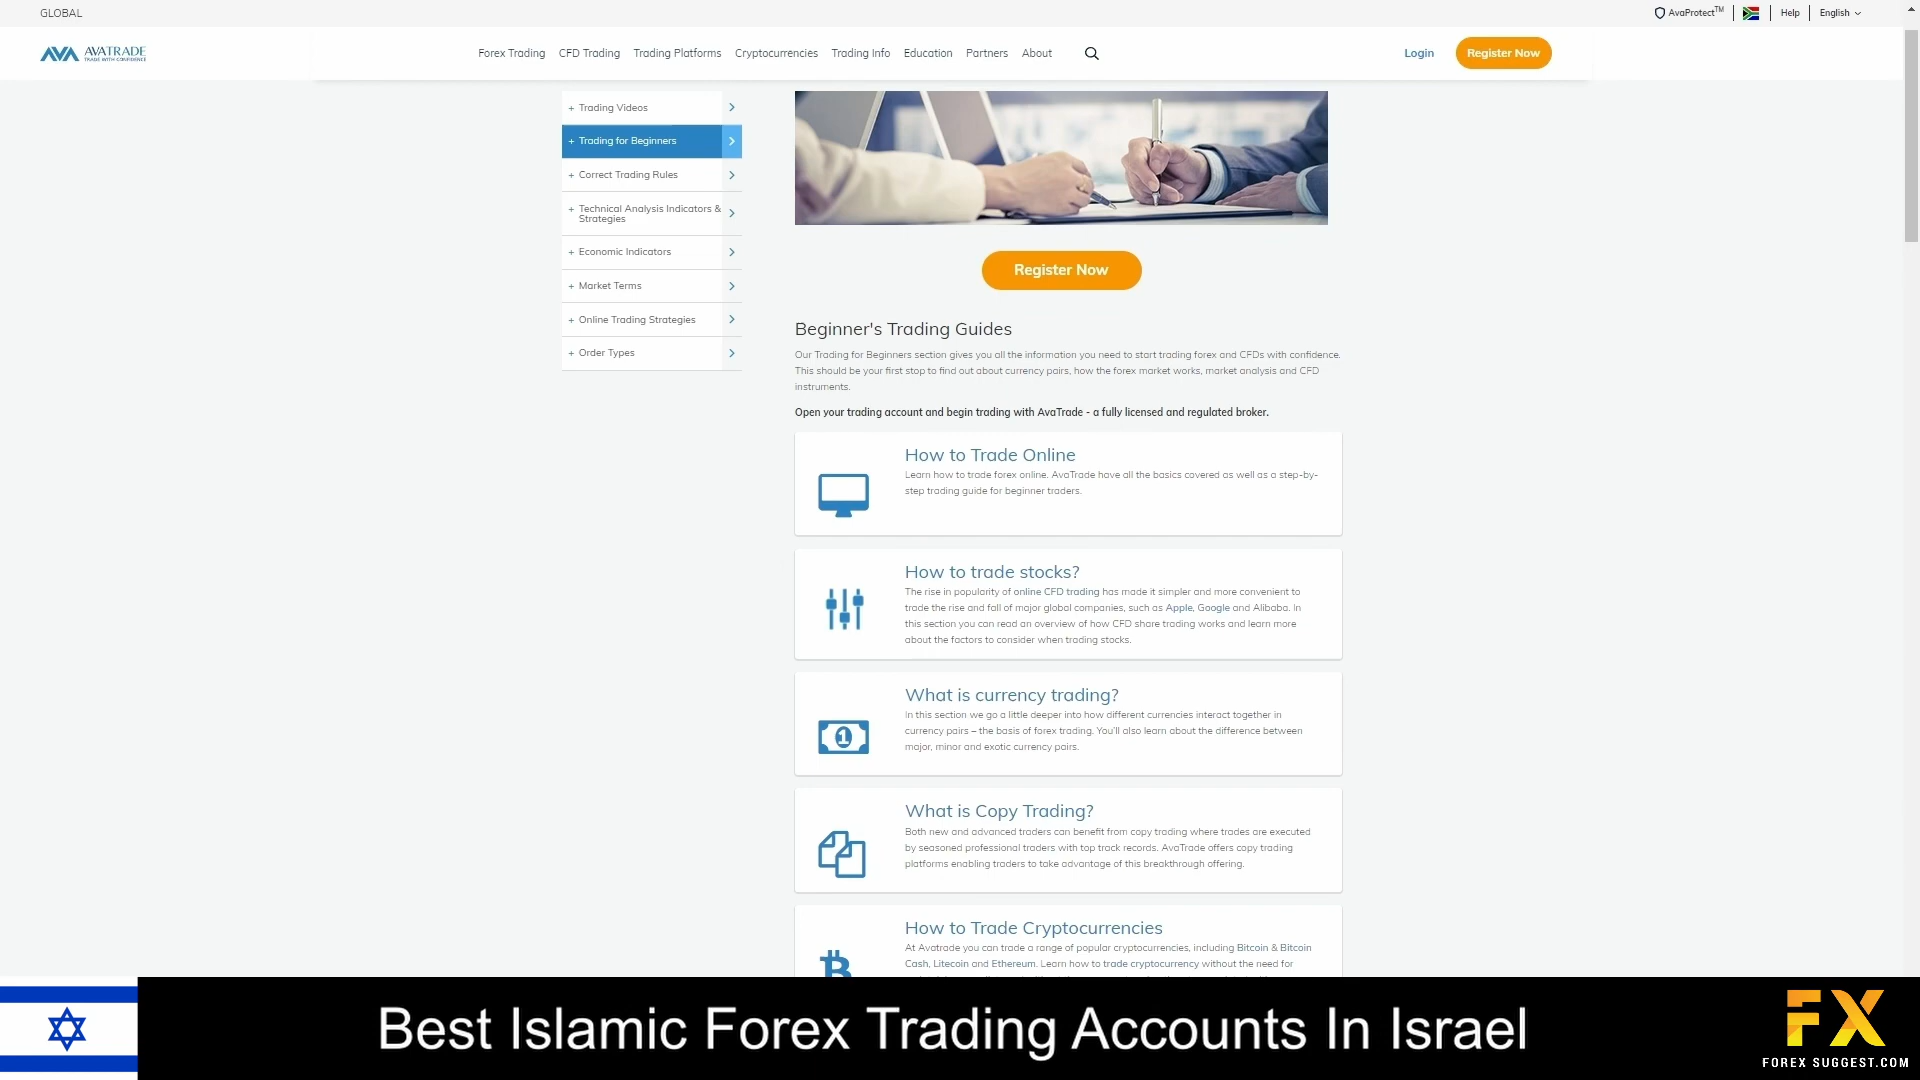 GLOBAL
AvaProtect™
Help
English
AVATRADE
TRADE WITH CONFIDENCE
Forex Trading
CFD Trading
Trading Platforms
Cryptocurrencies
Trading Info
Education
Partners
About
Login
Register Now
+ Trading Videos
+ Trading for Beginners
+ Correct Trading Rules
+ Technical Analysis Indicators &
Strategies
+ Economic Indicators
+ Market Terms
+ Online Trading Strategies
+ Order Types
Register Now
Beginner's Trading Guides
Our Trading for Beginners section gives you all the information you need to start trading forex and CFDs with confidence.
This should be your first stop to find out about currency pairs, how the forex market works, market analysis and CFD
instruments.
Open your trading account and begin trading with AvaTrade - a fully licensed and regulated broker.
How to Trade Online
Learn how to trade forex online. AvaTrade have all the basics covered as well as a step-by-
step trading guide for beginner traders.
How to trade stocks?
The rise in popularity of online CFD trading has made it simpler and more convenient to
trade the rise and fall of major global companies, such as Apple, Google and Alibaba. In
this section you can read an overview of how CFD share trading works and learn more
about the factors to consider when trading stocks.
What is currency trading?
In this section we go a little deeper into how different currencies interact together in
currency pairs – the basis of forex trading. You'll also learn about the difference between
major, minor and exotic currency pairs.
What is Copy Trading?
Both new and advanced traders can benefit from copy trading where trades are executed
by seasoned professional traders with top track records. AvaTrade offers copy trading
platforms enabling traders to take advantage of this breakthrough offering.
How to Trade Cryptocurrencies
At Avatrade you can trade a range of popular cryptocurrencies, including Bitcoin & Bitcoin
Cash, Litecoin and Ethereum. Learn how to trade cryptocurrency without the need for
Best Islamic Forex Trading Accounts In Israel
FX
FOREX SUGGEST.COM